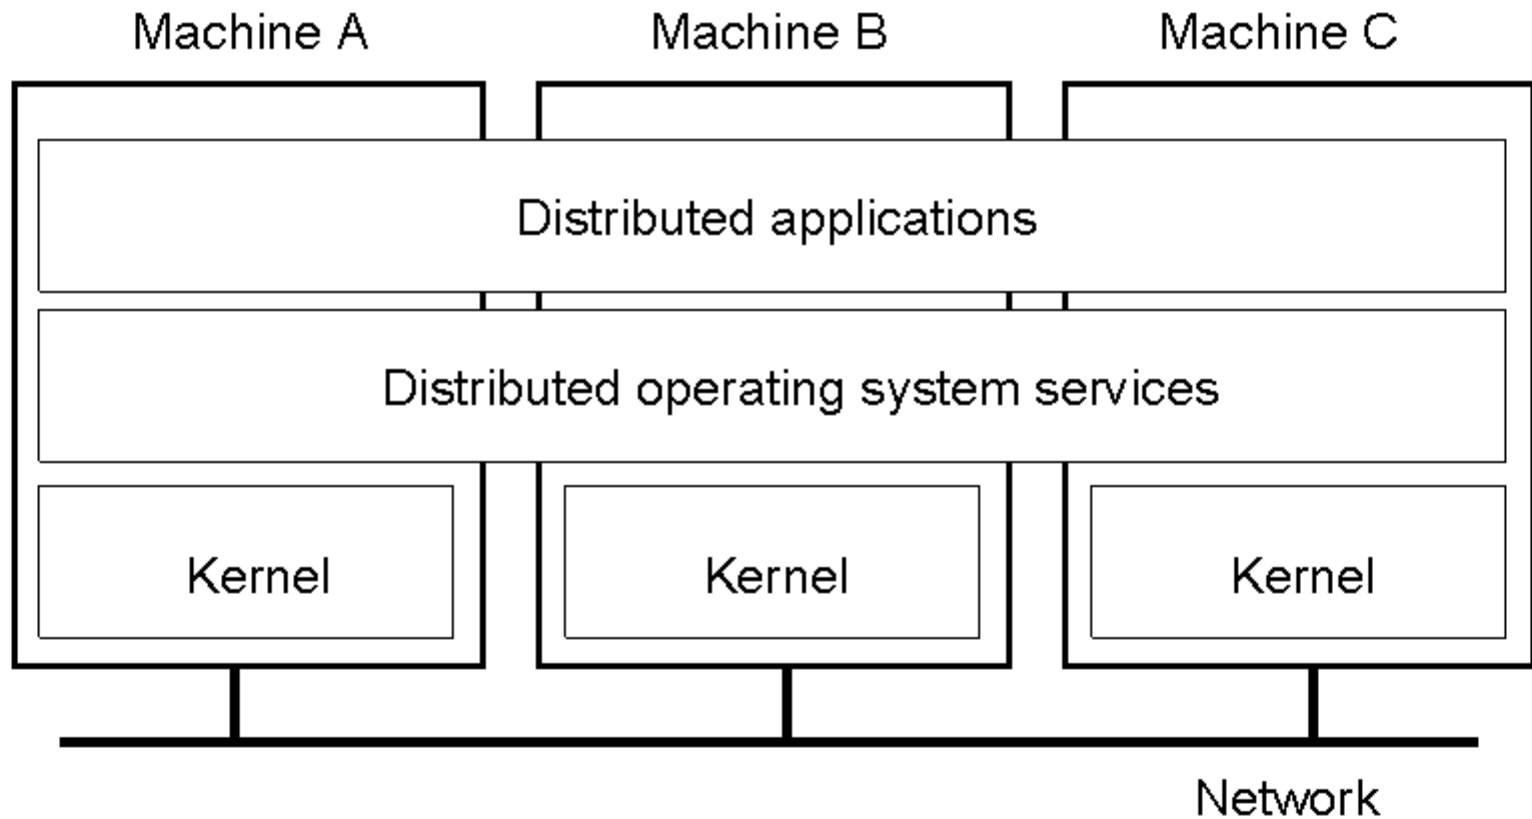 Machine A
Machine B
Machine C
Distributed applications
Distributed operating system services
Kernel
Kernel
Kernel
Network